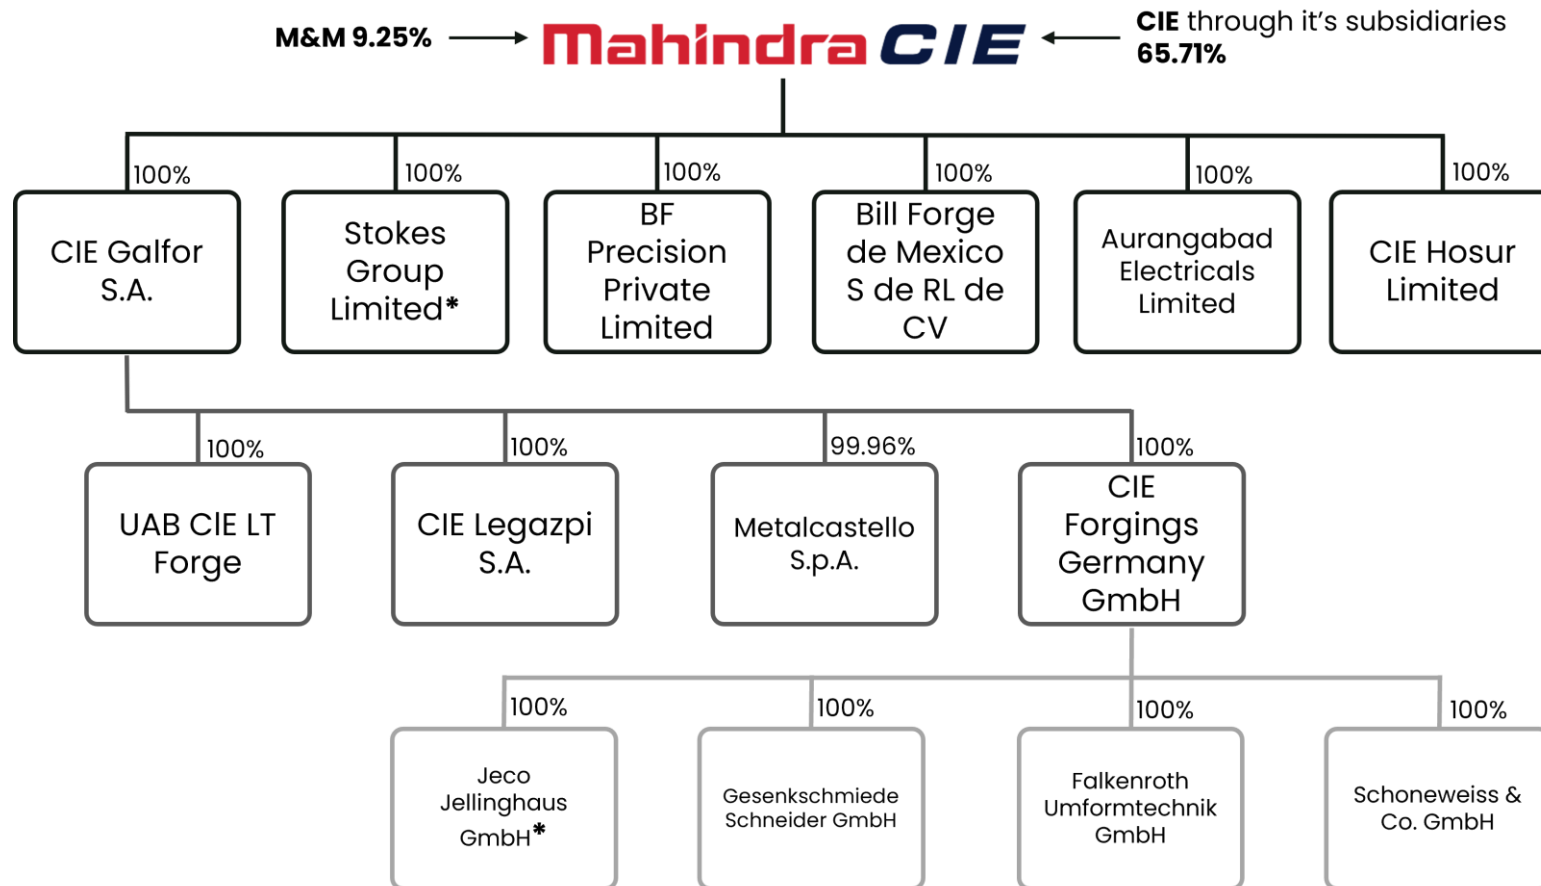 M&M 9.25%
Mahindra CIE
CIE through it's subsidiaries
65.71%
100%
100%
100%
100%
100%
100%
CIE Galfor
S.A.
Stokes
Group
Limited*
BF
Precision
Private
Limited
Bill Forge
de Mexico
S de RL de
CV
Aurangabad
Electricals
Limited
CIE Hosur
Limited
100%
100%
99.96%
100%
UAB CIE LT
Forge
CIE Legazpi
S.A.
Metalcastello
S.p.A.
CIE
Forgings
Germany
GmbH
100%
100%
100%
100%
Jeco
Jellinghaus
GmbH*
Gesenkschmiede
Schneider GmbH
Falkenroth
Umformtechnik
GmbH
Schoneweiss &
Co. GmbH